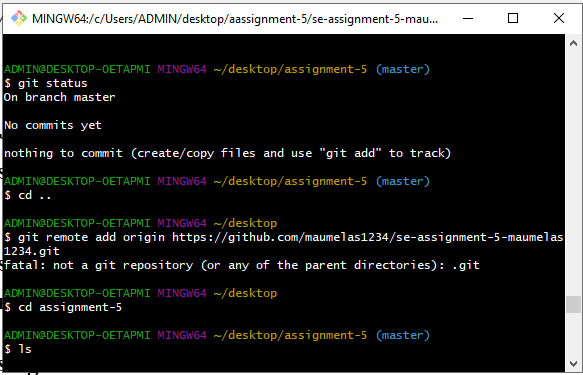 MINGW64:/c/Users/ADMIN/desktop/aassignment-5/se-assignment-5-mau...
ADMIN@DESKTOP-OETAPMI MINGW64 ~/desktop/assignment-5 (master)
$ git status
On branch master
No commits yet
nothing to commit (create/copy files and use "git add" to track)
ADMIN@DESKTOP-OETAPMI MINGW64 ~/desktop/assignment-5 (master)
$ cd ..
ADMIN@DESKTOP-OETAPMI MINGW64 ~/desktop
$ git remote add origin https://github.com/maumelas1234/se-assignment-5-maumelas
1234.git
fatal: not a git repository (or any of the parent directories): .git
ADMIN@DESKTOP-OETAPMI MINGW64 ~/desktop
$ cd assignment-5
ADMIN@DESKTOP-OETAPMI MINGW64 ~/desktop/assignment-5 (master)
$ ls